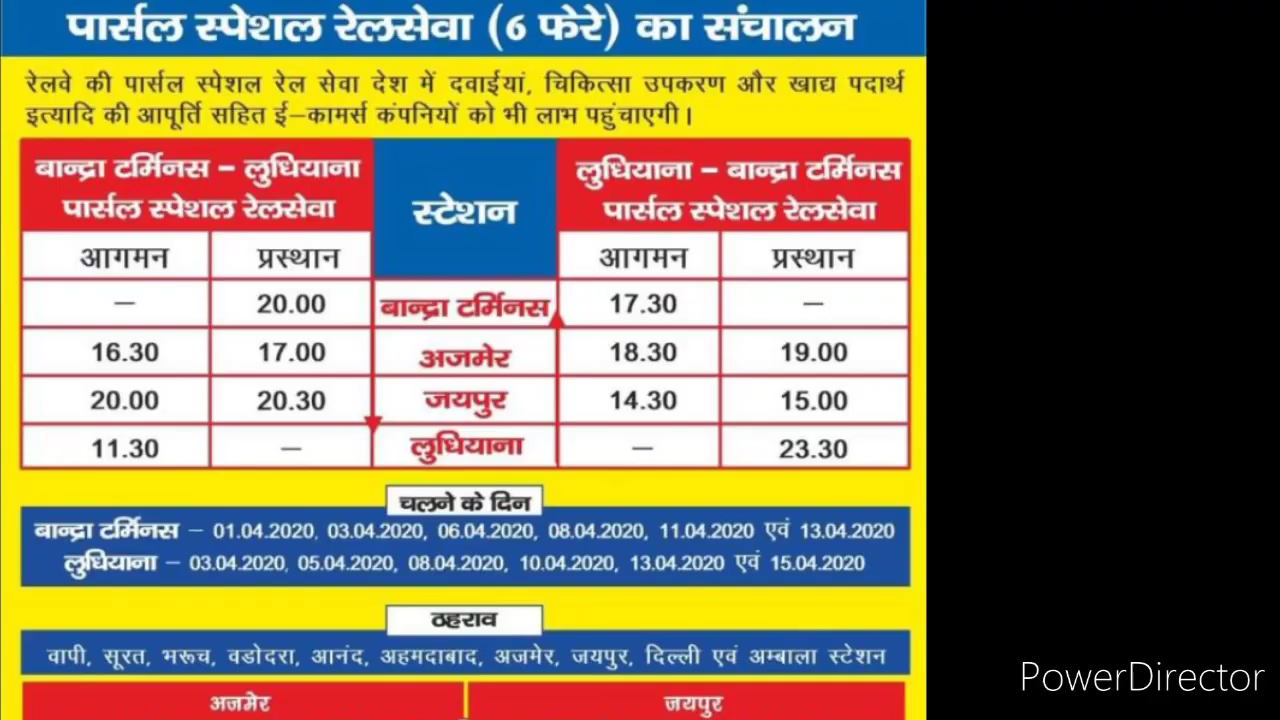 पार्सल स्पेशल रेलसेवा (6 फेरे) का संचालन
रेलवे की पार्सल स्पेशल रेल सेवा देश में दवाईयां, चिकित्सा उपकरण और खाद्य पदार्थ
इत्यादि की आपूर्ति सहित ई–कामर्स कंपनियों को भी लाभ पहुंचाएगी।
बान्द्रा टर्मिनस – लुधियाना
पार्सल स्पेशल रेलसेवा
स्टेशन
लुधियाना – बान्द्रा टर्मिनस
पार्सल स्पेशल रेलसेवा
आगमन प्रस्थान आगमन प्रस्थान
— 20.00 बान्द्रा टर्मिनस 17.30 —
16.30 17.00 अजमेर 18.30 19.00
20.00 20.30 जयपुर 14.30 15.00
11.30 — लुधियाना — 23.30
चलने के दिन
बान्द्रा टर्मिनस – 01.04.2020, 03.04.2020, 06.04.2020, 08.04.2020, 11.04.2020 एवं 13.04.2020
लुधियाना – 03.04.2020, 05.04.2020, 08.04.2020, 10.04.2020, 13.04.2020 एवं 15.04.2020
ठहराव
वापी, सूरत, भरूच, वडोदरा, आनंद, अहमदाबाद, अजमेर, जयपुर, दिल्ली एवं अम्बाला स्टेशन
अजमेर जयपुर
PowerDirector